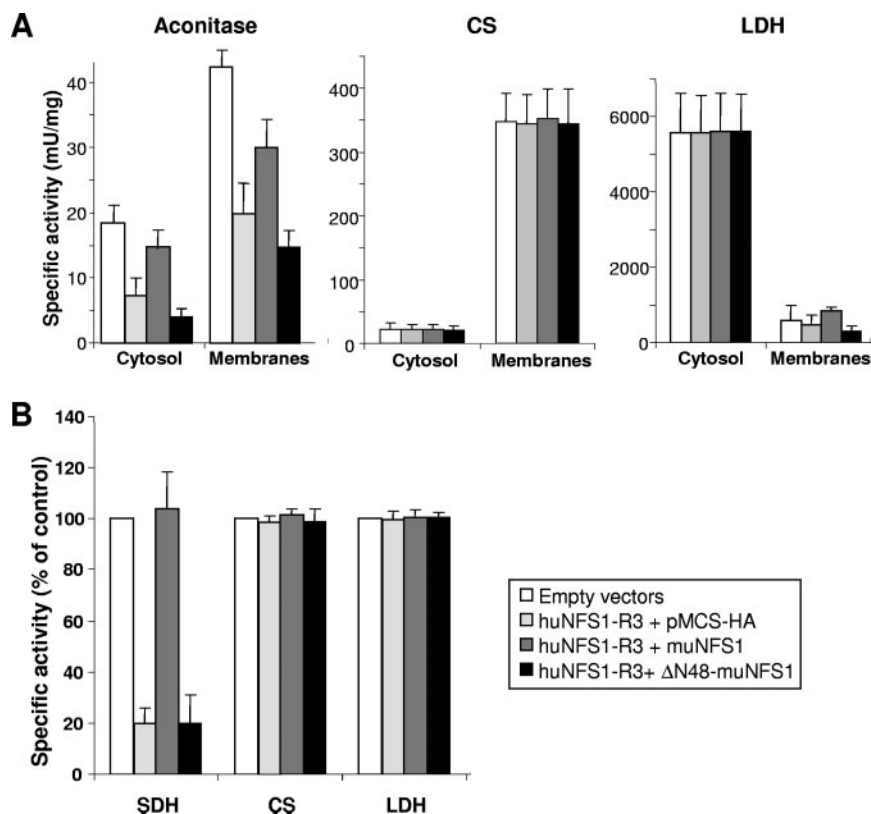 A
Aconitase
CS
LDH
Specific activity (mU/mg)
40
30
20
10
0
Cytosol
Membranes
400
300
200
100
0
Cytosol
Membranes
6000
4000
2000
0
Cytosol
Membranes
B
Specific activity (% of control)
140
120
100
80
60
40
20
0
SDH
CS
LDH
Empty vectors
huNFS1-R3 + pMCS-HA
huNFS1-R3 + muNFS1
huNFS1-R3+ ΔN48-muNFS1